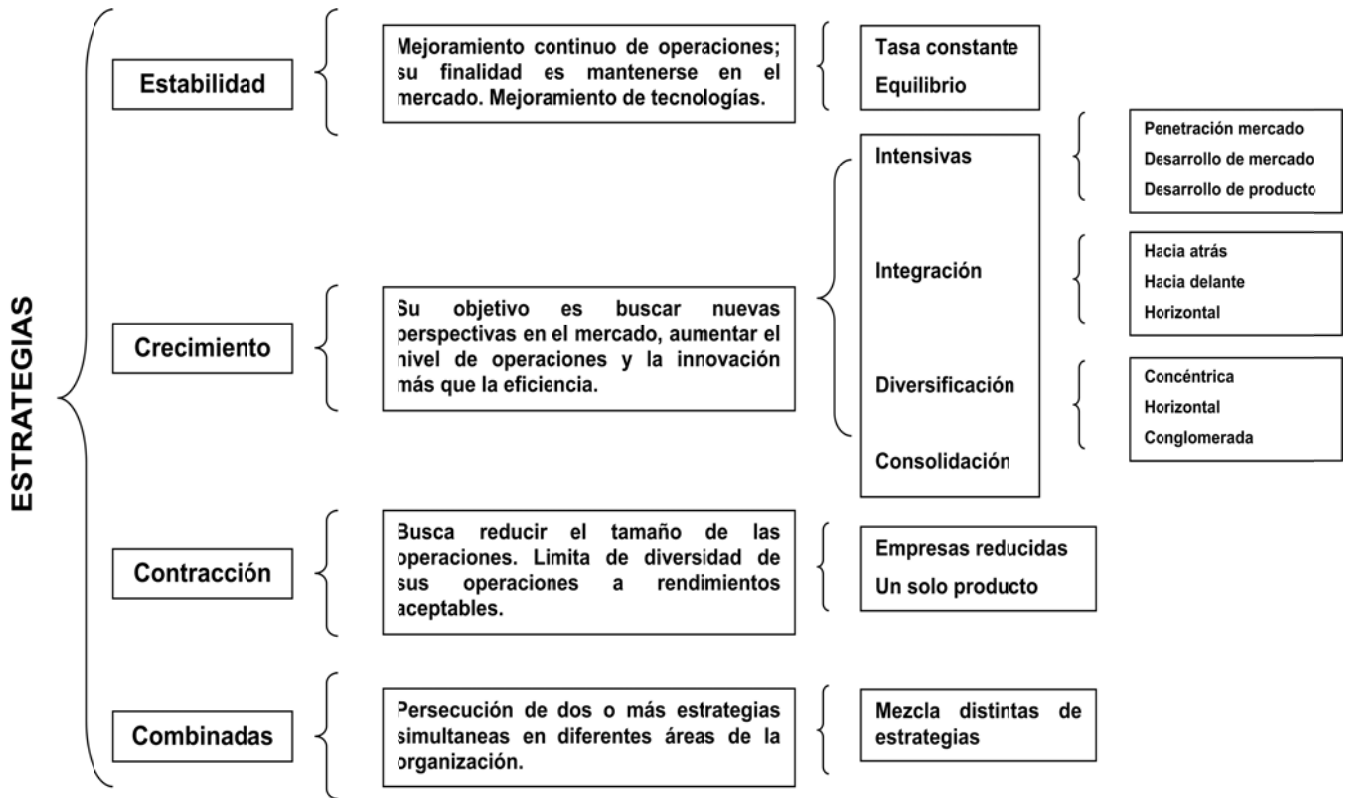 ESTRATEGIAS
Estabilidad
Mejoramiento continuo de operaciones;
su finalidad es mantenerse en el
mercado. Mejoramiento de tecnologías.
Tasa constante
Equilibrio
Crecimiento
Su objetivo es buscar nuevas
perspectivas en el mercado, aumentar el
nivel de operaciones y la innovación
más que la eficiencia.
Intensivas
Penetración mercado
Desarrollo de mercado
Desarrollo de producto
Integración
Hacia atrás
Hacia delante
Horizontal
Diversificación
Concéntrica
Horizontal
Conglomerada
Consolidación
Contracción
Busca reducir el tamaño de las
operaciones. Limita de diversidad de
sus operaciones a rendimientos
aceptables.
Empresas reducidas
Un solo producto
Combinadas
Persecución de dos o más estrategias
simultaneas en diferentes áreas de la
organización.
Mezcla distintas de
estrategias